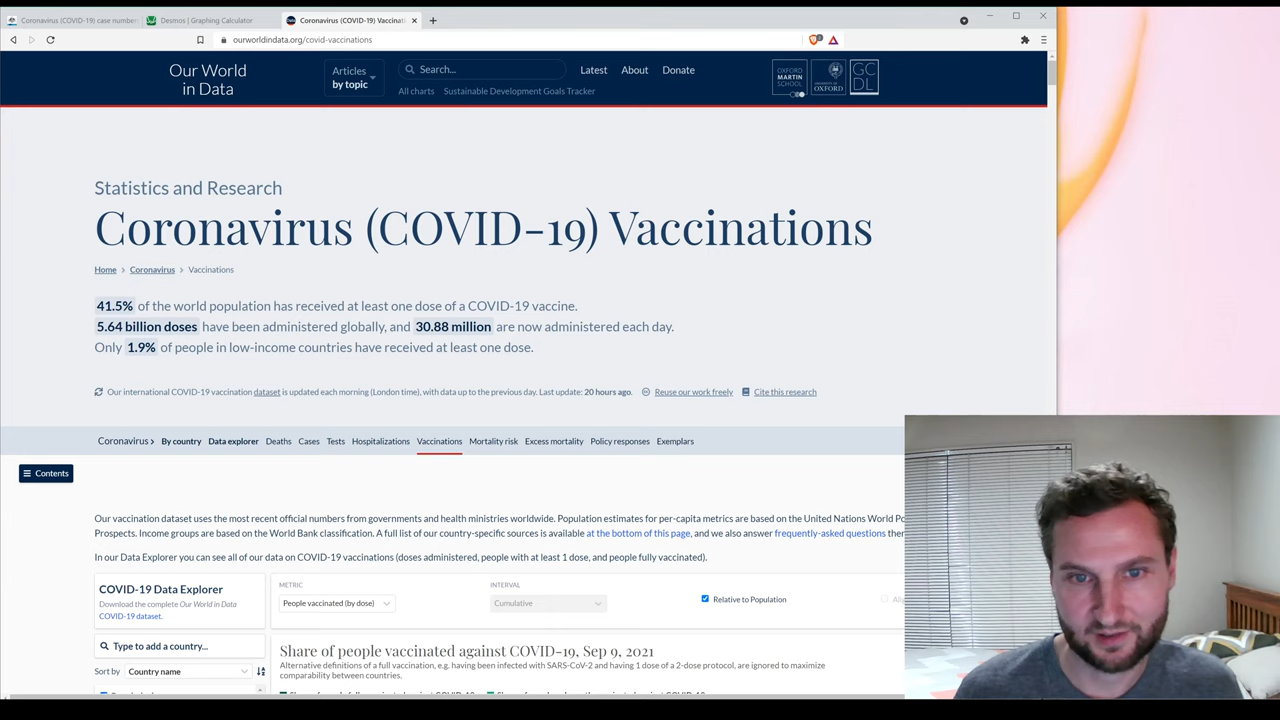 Coronavirus (COVID-19) case number
Desmos | Graphing Calculator
Coronavirus (COVID-19) Vaccinati
ourworldindata.org/covid-vaccinations
Our World
in Data
Articles
by topic
Search...
Latest
About
Donate
All charts
Sustainable Development Goals Tracker
OXFORD
MARTIN
SCHOOL
UNIVERSITY OF
OXFORD
GC
DL
Statistics and Research
Coronavirus (COVID-19) Vaccinations
Home > Coronavirus > Vaccinations
41.5% of the world population has received at least one dose of a COVID-19 vaccine.
5.64 billion doses have been administered globally, and 30.88 million are now administered each day.
Only 1.9% of people in low-income countries have received at least one dose.
Our international COVID-19 vaccination dataset is updated each morning (London time), with data up to the previous day. Last update: 20 hours ago.
Reuse our work freely
Cite this research
Coronavirus > By country Data explorer Deaths Cases Tests Hospitalizations Vaccinations Mortality risk Excess mortality Policy responses Exemplars
Contents
Our vaccination dataset uses the most recent official numbers from governments and health ministries worldwide. Population estimates for per-capita metrics are based on the United Nations World Po
Prospects. Income groups are based on the World Bank classification. A full list of our country-specific sources is available at the bottom of this page, and we also answer frequently-asked questions her
In our Data Explorer you can see all of our data on COVID-19 vaccinations (doses administered, people with at least 1 dose, and people fully vaccinated).
COVID-19 Data Explorer
Download the complete Our World in Data
COVID-19 dataset.
METRIC
People vaccinated (by dose)
INTERVAL
Cumulative
Relative to Population
Type to add a country...
Sort by
Country name
Share of people vaccinated against COVID-19, Sep 9, 2021
Alternative definitions of a full vaccination, e.g. having been infected with SARS-CoV-2 and having 1 dose of a 2-dose protocol, are ignored to maximize
comparability between countries.